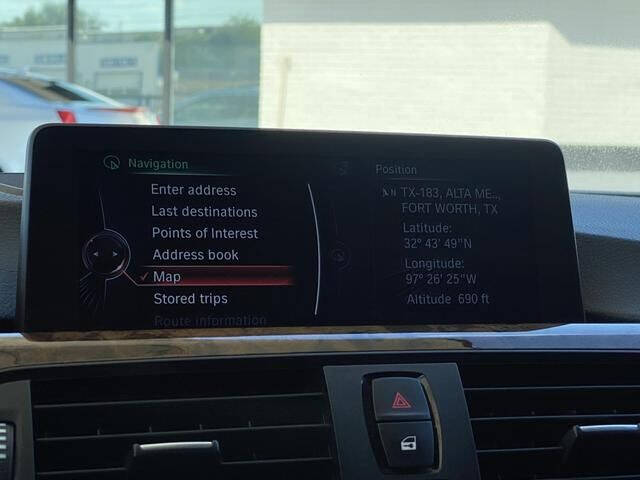 Navigation
Enter address
Last destinations
Points of Interest
Address book
Map
Stored trips
Route information
Position
N TX-183, ALTA ME...,
FORT WORTH, TX
Latitude:
32° 43' 49"N
Longitude:
97° 26' 25"W
Altitude 690 ft